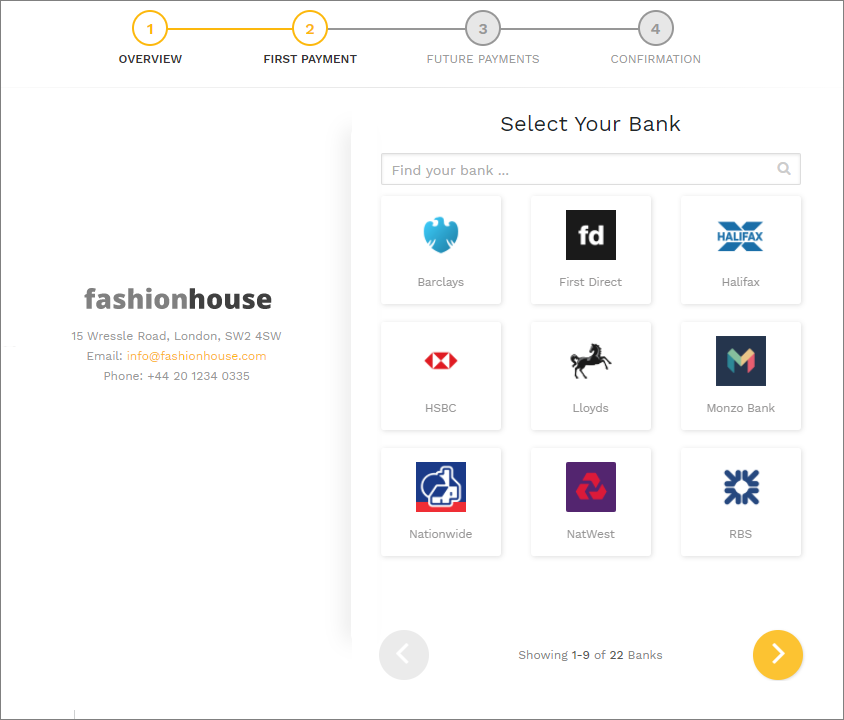 1 2 3 4
OVERVIEW FIRST PAYMENT FUTURE PAYMENTS CONFIRMATION
fashionhouse
15 Wressle Road, London, SW2 4SW
Email: info@fashionhouse.com
Phone: +44 20 1234 0335
Select Your Bank
Find your bank ...
fd HALIFAX
Barclays First Direct Halifax
HSBC Lloyds Monzo Bank
Nationwide NatWest RBS
Showing 1-9 of 22 Banks